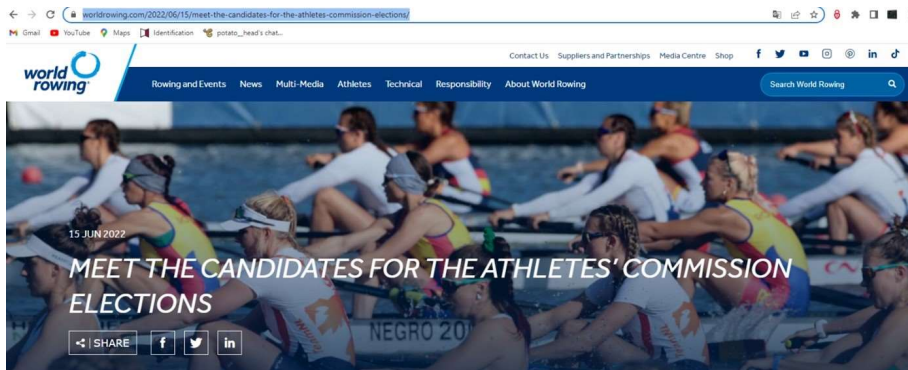 worldrowing.com/2022/06/15/meet-the-candidates-for-the-athletes-commission-elections/
Gmail YouTube Maps Identification potato_head's chat...
Contact Us Suppliers and Partnerships Media Centre Shop
world rowing
Rowing and Events News Multi-Media Athletes Technical Responsibility About World Rowing Search World Rowing
15 JUN 2022
MEET THE CANDIDATES FOR THE ATHLETES' COMMISSION
ELECTIONS
NEGRO 20
SHARE